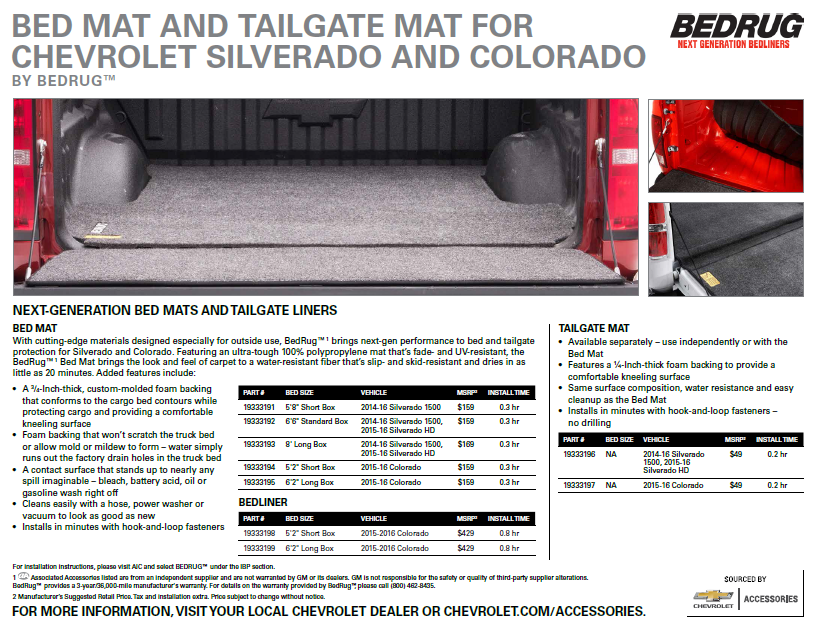 BED MAT AND TAILGATE MAT FOR
CHEVROLET SILVERADO AND COLORADO
BY BEDRUG™
BEDRUG
NEXT GENERATION BEDLINERS
NEXT-GENERATION BED MATS AND TAILGATE LINERS
BED MAT
With cutting-edge materials designed especially for outside use, BedRug™¹ brings next-gen performance to bed and tailgate
protection for Silverado and Colorado. Featuring an ultra-tough 100% polypropylene mat that's fade- and UV-resistant, the
BedRug™¹ Bed Mat brings the look and feel of carpet to a water-resistant fiber that's slip- and skid-resistant and dries in as
little as 20 minutes. Added features include:
• A ³/₄-Inch-thick, custom-molded foam backing
that conforms to the cargo bed contours while
protecting cargo and providing a comfortable
kneeling surface
• Foam backing that won't scratch the truck bed
or allow mold or mildew to form – water simply
runs out the factory drain holes in the truck bed
• A contact surface that stands up to nearly any
spill imaginable – bleach, battery acid, oil or
gasoline wash right off
• Cleans easily with a hose, power washer or
vacuum to look as good as new
• Installs in minutes with hook-and-loop fasteners
PART # BED SIZE VEHICLE MSRP² INSTALL TIME
19333191 5'8" Short Box 2014-16 Silverado 1500 $159 0.3 hr
19333192 6'6" Standard Box 2014-16 Silverado 1500, $159 0.3 hr
2015-16 Silverado HD
19333193 8' Long Box 2014-16 Silverado 1500, $169 0.3 hr
2015-16 Silverado HD
19333194 5'2" Short Box 2015-16 Colorado $159 0.3 hr
19333195 6'2" Long Box 2015-16 Colorado $159 0.3 hr
BEDLINER
PART # BED SIZE VEHICLE MSRP² INSTALL TIME
19333198 5'2" Short Box 2015-2016 Colorado $429 0.8 hr
19333199 6'2" Long Box 2015-2016 Colorado $429 0.8 hr
TAILGATE MAT
• Available separately – use independently or with the
Bed Mat
• Features a ¼-Inch-thick foam backing to provide a
comfortable kneeling surface
• Same surface composition, water resistance and easy
cleanup as the Bed Mat
• Installs in minutes with hook-and-loop fasteners –
no drilling
PART # BED SIZE VEHICLE MSRP² INSTALL TIME
19333196 NA 2014-16 Silverado $49 0.2 hr
1500, 2015-16
Silverado HD
19333197 NA 2015-16 Colorado $49 0.2 hr
For installation instructions, please visit AIC and select BEDRUG™ under the IBP section.
1 Associated Accessories listed are from an independent supplier and are not warranted by GM or its dealers. GM is not responsible for the safety or quality of third-party supplier alterations.
BedRug™ provides a 3-year/36,000-mile manufacturer's warranty. For details on the warranty provided by BedRug™, please call (800) 462-8435.
2 Manufacturer's Suggested Retail Price. Tax and installation extra. Price subject to change without notice.
FOR MORE INFORMATION, VISIT YOUR LOCAL CHEVROLET DEALER OR CHEVROLET.COM/ACCESSORIES.
SOURCED BY
CHEVROLET ACCESSORIES